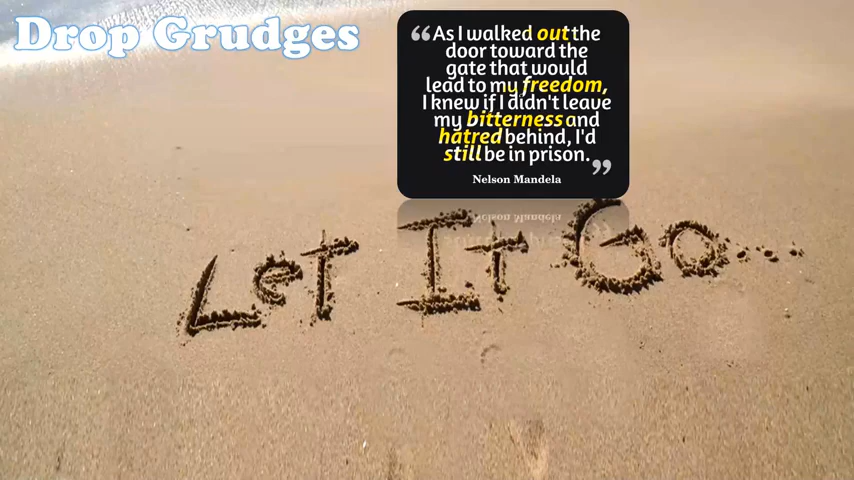 Drop Grudges
“As I walked out the
door toward the
gate that would
lead to my freedom,
I knew if I didn't leave
my bitterness and
hatred behind, I'd
still be in prison.”
Nelson Mandela
Let It Go...